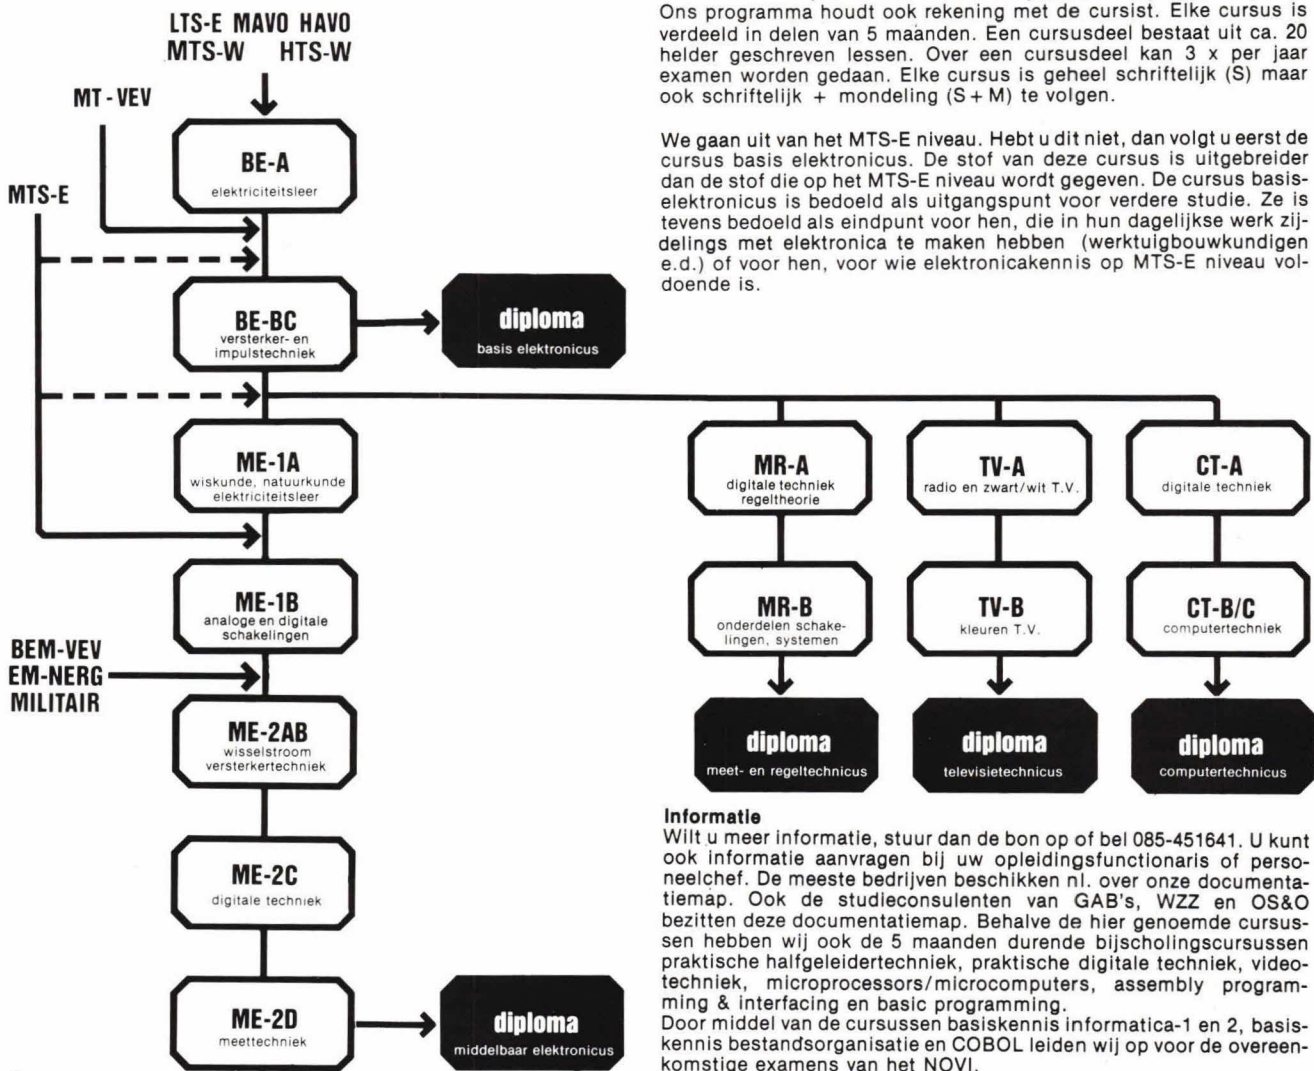 LTS-E MAVO HAVO
MTS-W HTS-W
MT-VEV
MTS-E
BE-A
elektriciteitsleer
BE-BC
versterker- en
impulstechniek
diploma
basis elektronicus
ME-1A
wiskunde, natuurkunde
elektriciteitsleer
ME-1B
analoge en digitale
schakelingen
BEM-VEV
EM-NERG
MILITAIR
ME-2AB
wisselstroom
versterkertechniek
ME-2C
digitale techniek
ME-2D
meettechniek
diploma
middelbaar elektronicus
Ons programma houdt ook rekening met de cursist. Elke cursus is
verdeeld in delen van 5 maanden. Een cursusdeel bestaat uit ca. 20
helder geschreven lessen. Over een cursusdeel kan 3 x per jaar
examen worden gedaan. Elke cursus is geheel schriftelijk (S) maar
ook schriftelijk + mondeling (S + M) te volgen.
We gaan uit van het MTS-E niveau. Hebt u dit niet, dan volgt u eerst de
cursus basis elektronicus. De stof van deze cursus is uitgebreider
dan de stof die op het MTS-E niveau wordt gegeven. De cursus basis-
elektronicus is bedoeld als uitgangspunt voor verdere studie. Ze is
tevens bedoeld als eindpunt voor hen, die in hun dagelijkse werk zij-
delings met elektronica te maken hebben (werktuigbouwkundigen
e.d.) of voor hen, voor wie elektronicakennis op MTS-E niveau vol-
doende is.
MR-A
digitale techniek
regeltheorie
TV-A
radio en zwart/wit T.V.
CT-A
digitale techniek
MR-B
onderdelen schake-
lingen, systemen
TV-B
kleuren T.V.
CT-B/C
computertechniek
diploma
meet- en regeltechnicus
diploma
televisietechnicus
diploma
computertechnicus
Informatie
Wilt u meer informatie, stuur dan de bon op of bel 085-451641. U kunt
ook informatie aanvragen bij uw opleidingsfunctionaris of perso-
neelchef. De meeste bedrijven beschikken nl. over onze documenta-
tiemap. Ook de studieconsulenten van GAB's, WZZ en OS&O
bezitten deze documentatiemap. Behalve de hier genoemde cursus-
sen hebben wij ook de 5 maanden durende bijscholingscursussen
praktische halfgeleidertechniek, praktische digitale techniek, video-
techniek, microprocessors/microcomputers, assembly program-
ming & interfacing en basic programming.
Door middel van de cursussen basiskennis informatica-1 en 2, basis-
kennis bestandsorganisatie en COBOL leiden wij op voor de overeen-
komstige examens van het NOVI.